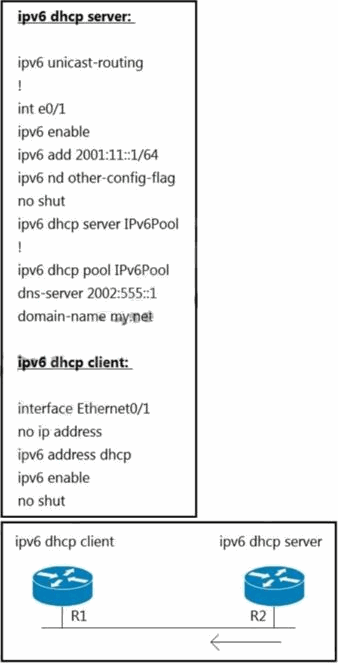 ipv6 dhcp server:
ipv6 unicast-routing
!
int e0/1
ipv6 enable
ipv6 add 2001:11::1/64
ipv6 nd other-config-flag
no shut
ipv6 dhcp server IPv6Pool
!
ipv6 dhcp pool IPv6Pool
dns-server 2002:555::1
domain-name my.net
ipv6 dhcp client:
interface Ethernet0/1
no ip address
ipv6 address dhcp
ipv6 enable
no shut
ipv6 dhcp client ipv6 dhcp server
R1 R2